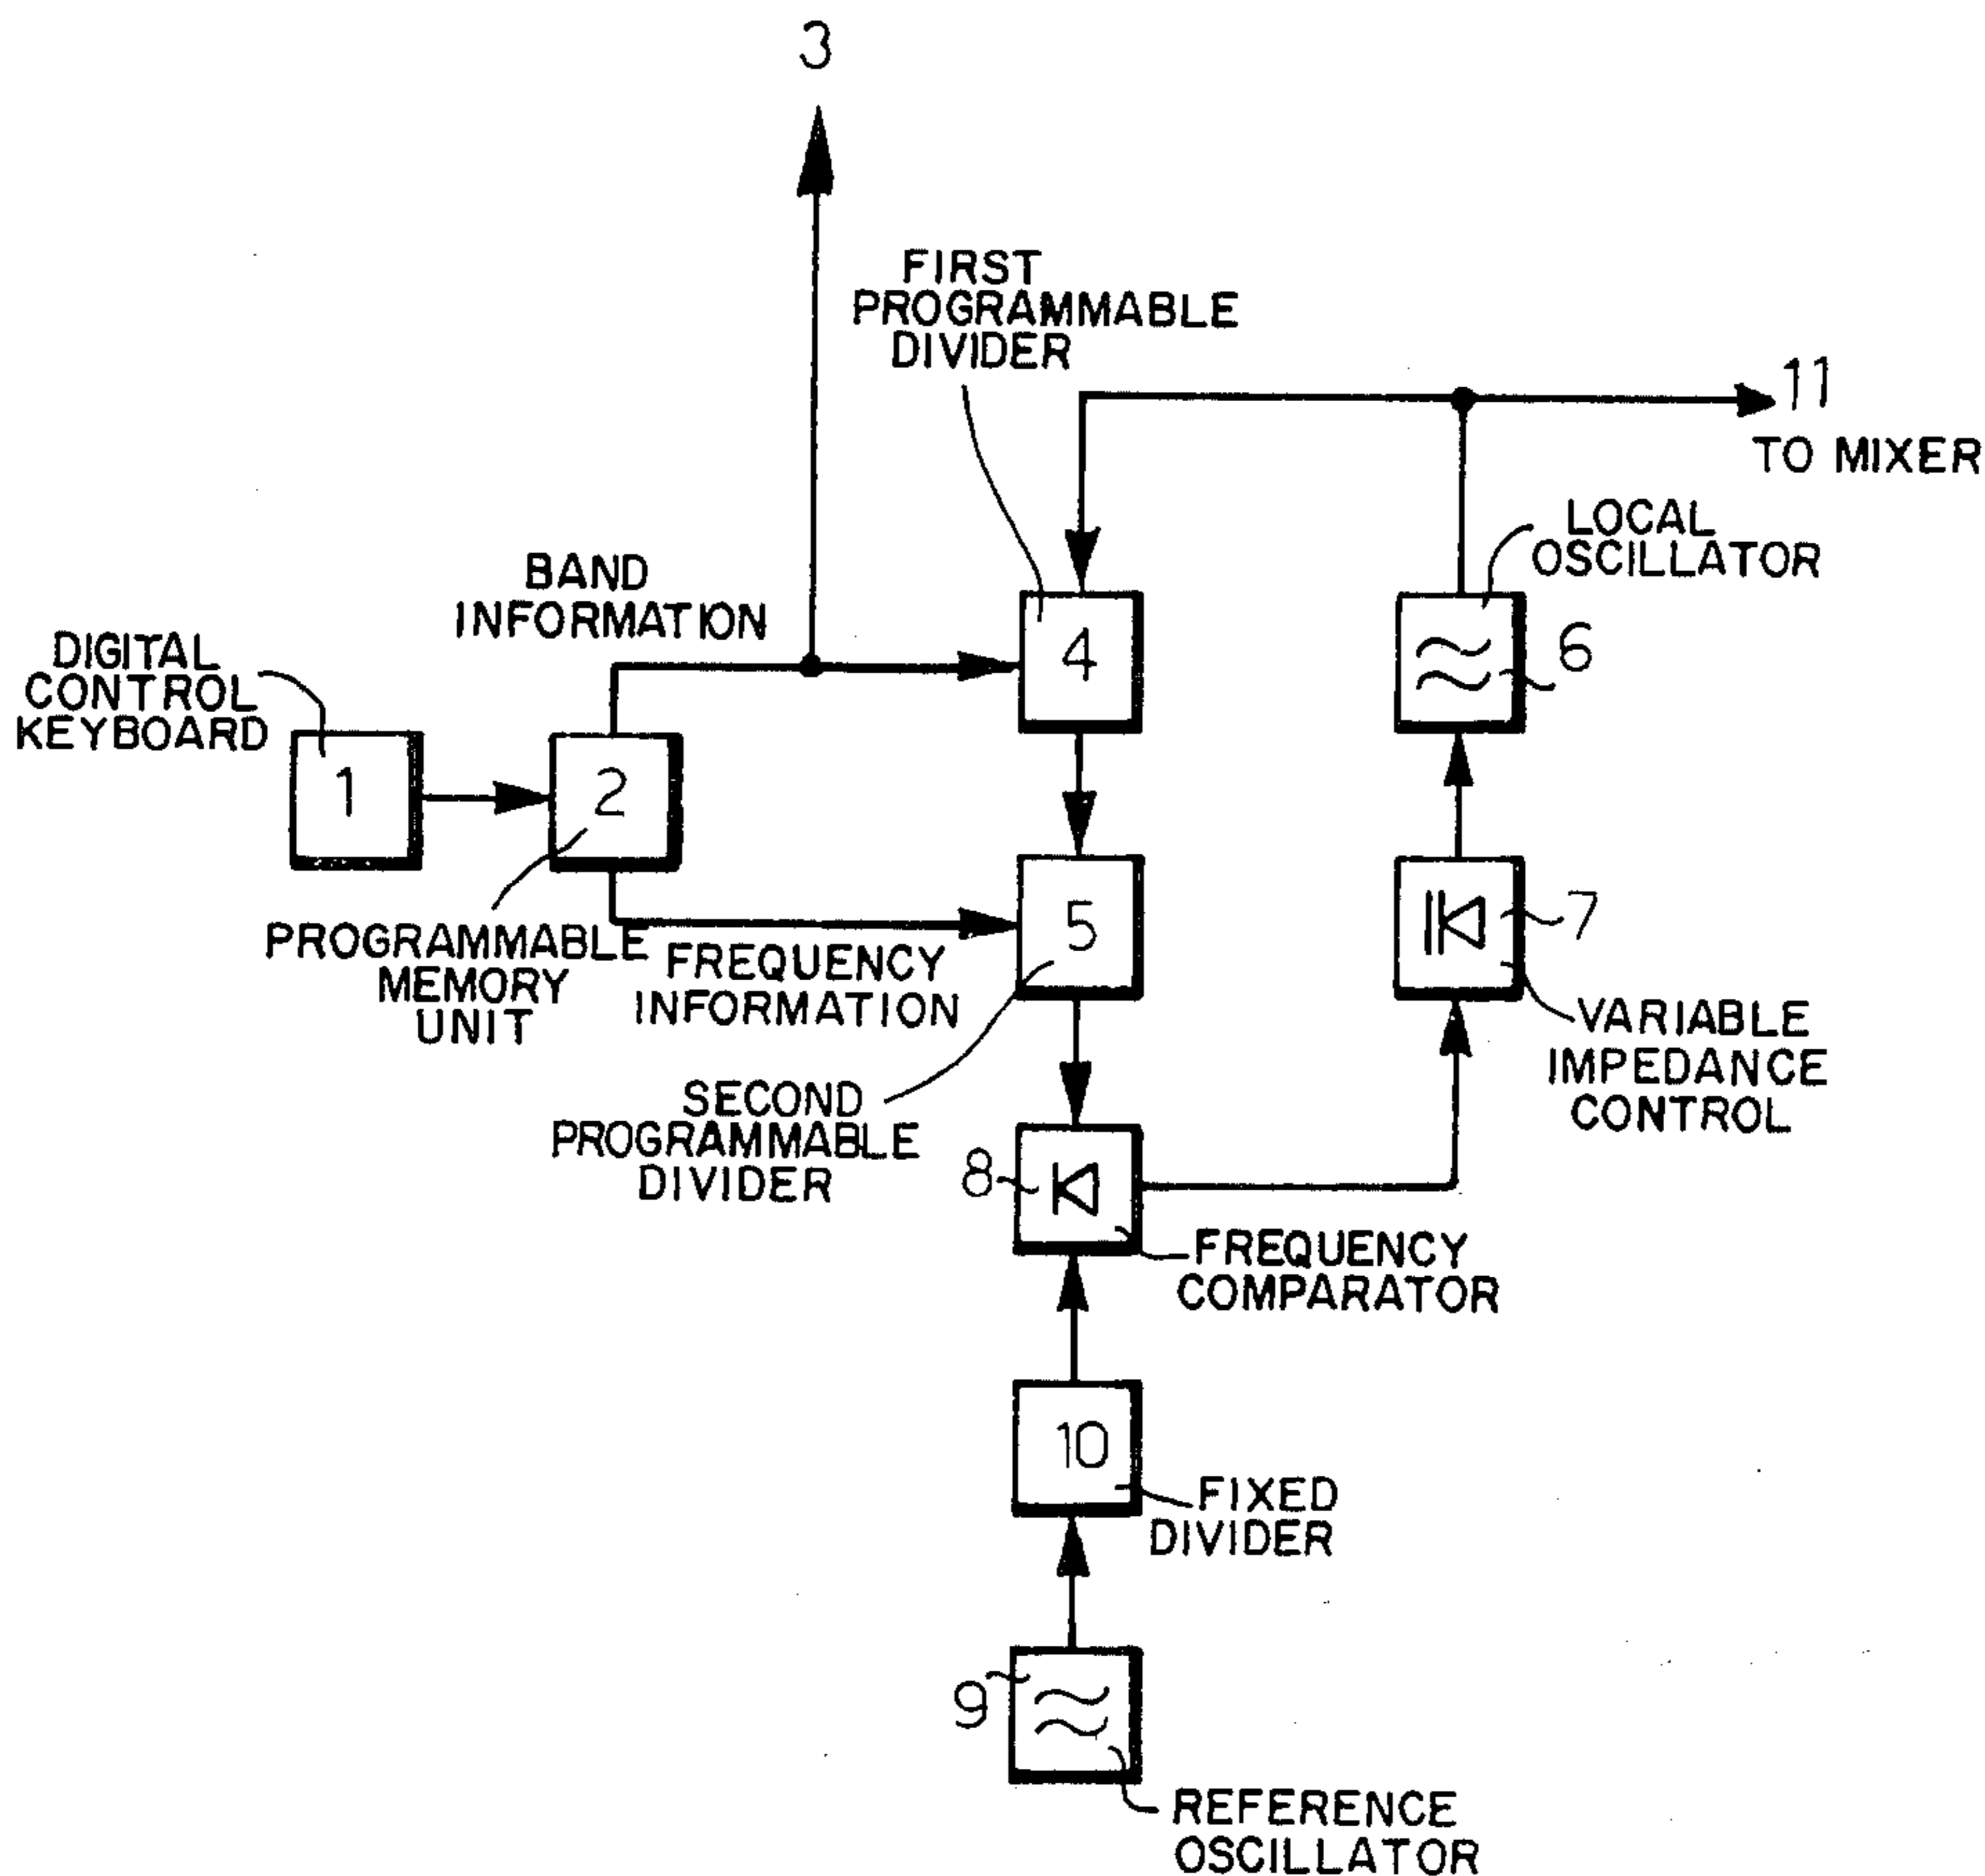 3
FIRST
PROGRAMMABLE
DIVIDER
11
TO MIXER
LOCAL
OSCILLATOR
BAND
INFORMATION
DIGITAL
CONTROL
KEYBOARD
4
6
1
2
5
7
PROGRAMMABLE
MEMORY
UNIT
FREQUENCY
INFORMATION
VARIABLE
IMPEDANCE
CONTROL
SECOND
PROGRAMMABLE
DIVIDER
8
FREQUENCY
COMPARATOR
10
FIXED
DIVIDER
9
REFERENCE
OSCILLATOR